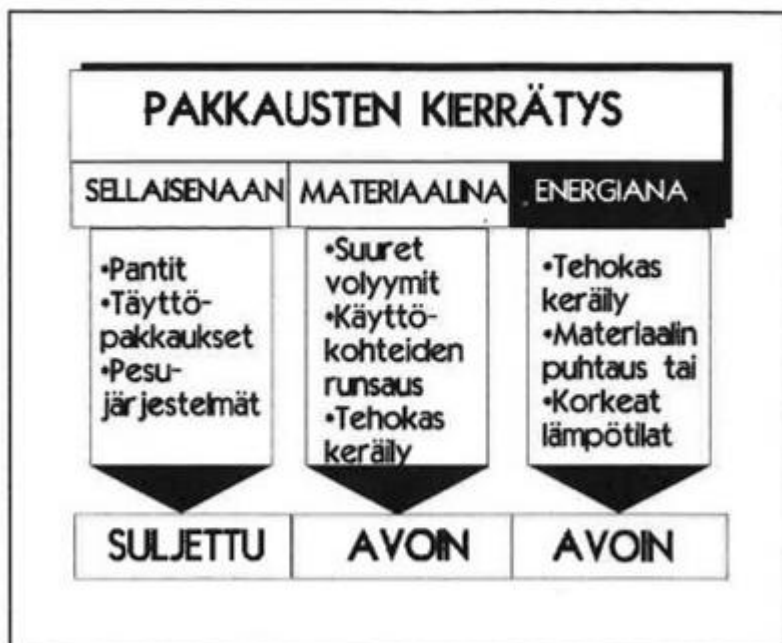 PAKKAUSTEN KIERRÄTYS
SELLAISENAAN
MATERIAALINA
ENERGIANA
•Pantit
•Täyttö-
pakkaukset
•Pesu-
järjestelmät
•Suuret
volyymit
•Käyttö-
kohteiden
runsaus
•Tehokas
keräily
•Tehokas
keräily
•Materiaalin
puhtaus tai
•Korkeat
lämpötilat
SULJETTU
AVOIN
AVOIN